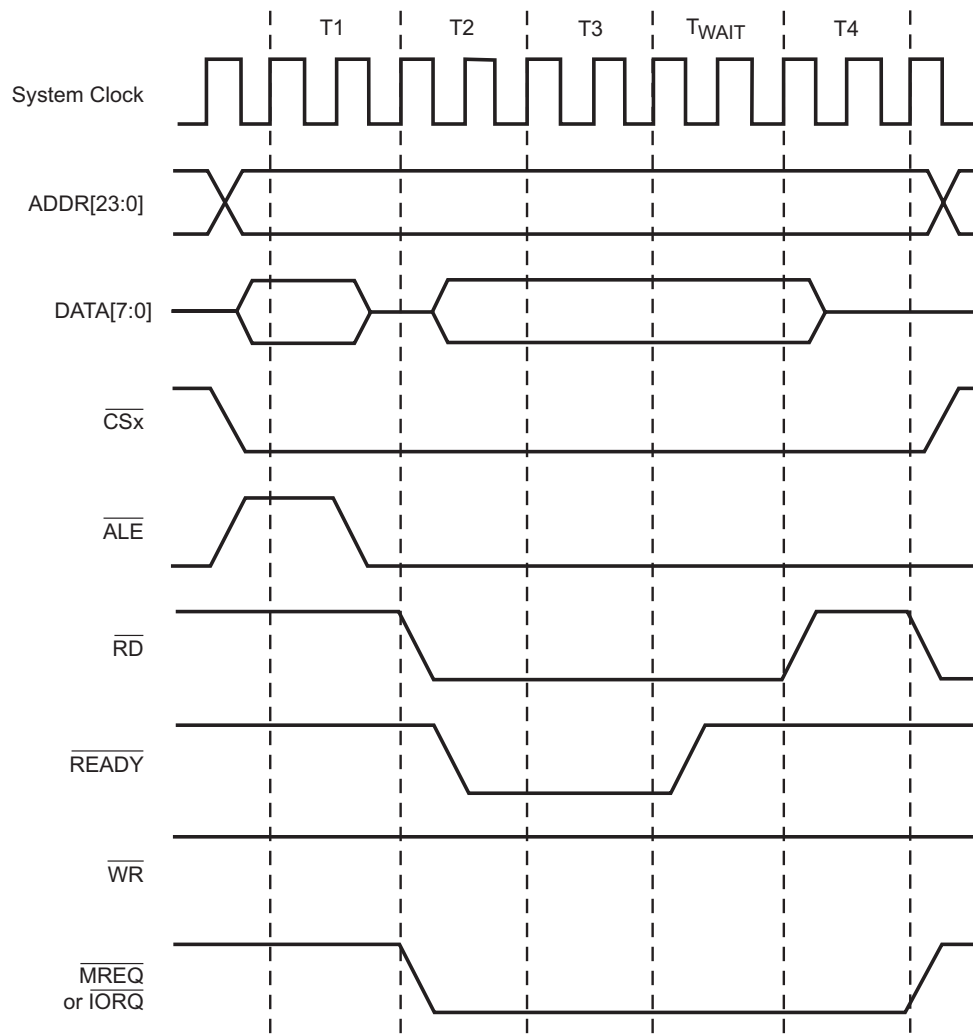 T1 T2 T3 TWAIT T4
System Clock
ADDR[23:0]
DATA[7:0]
CSx
ALE
RD
READY
WR
MREQ
or IORQ